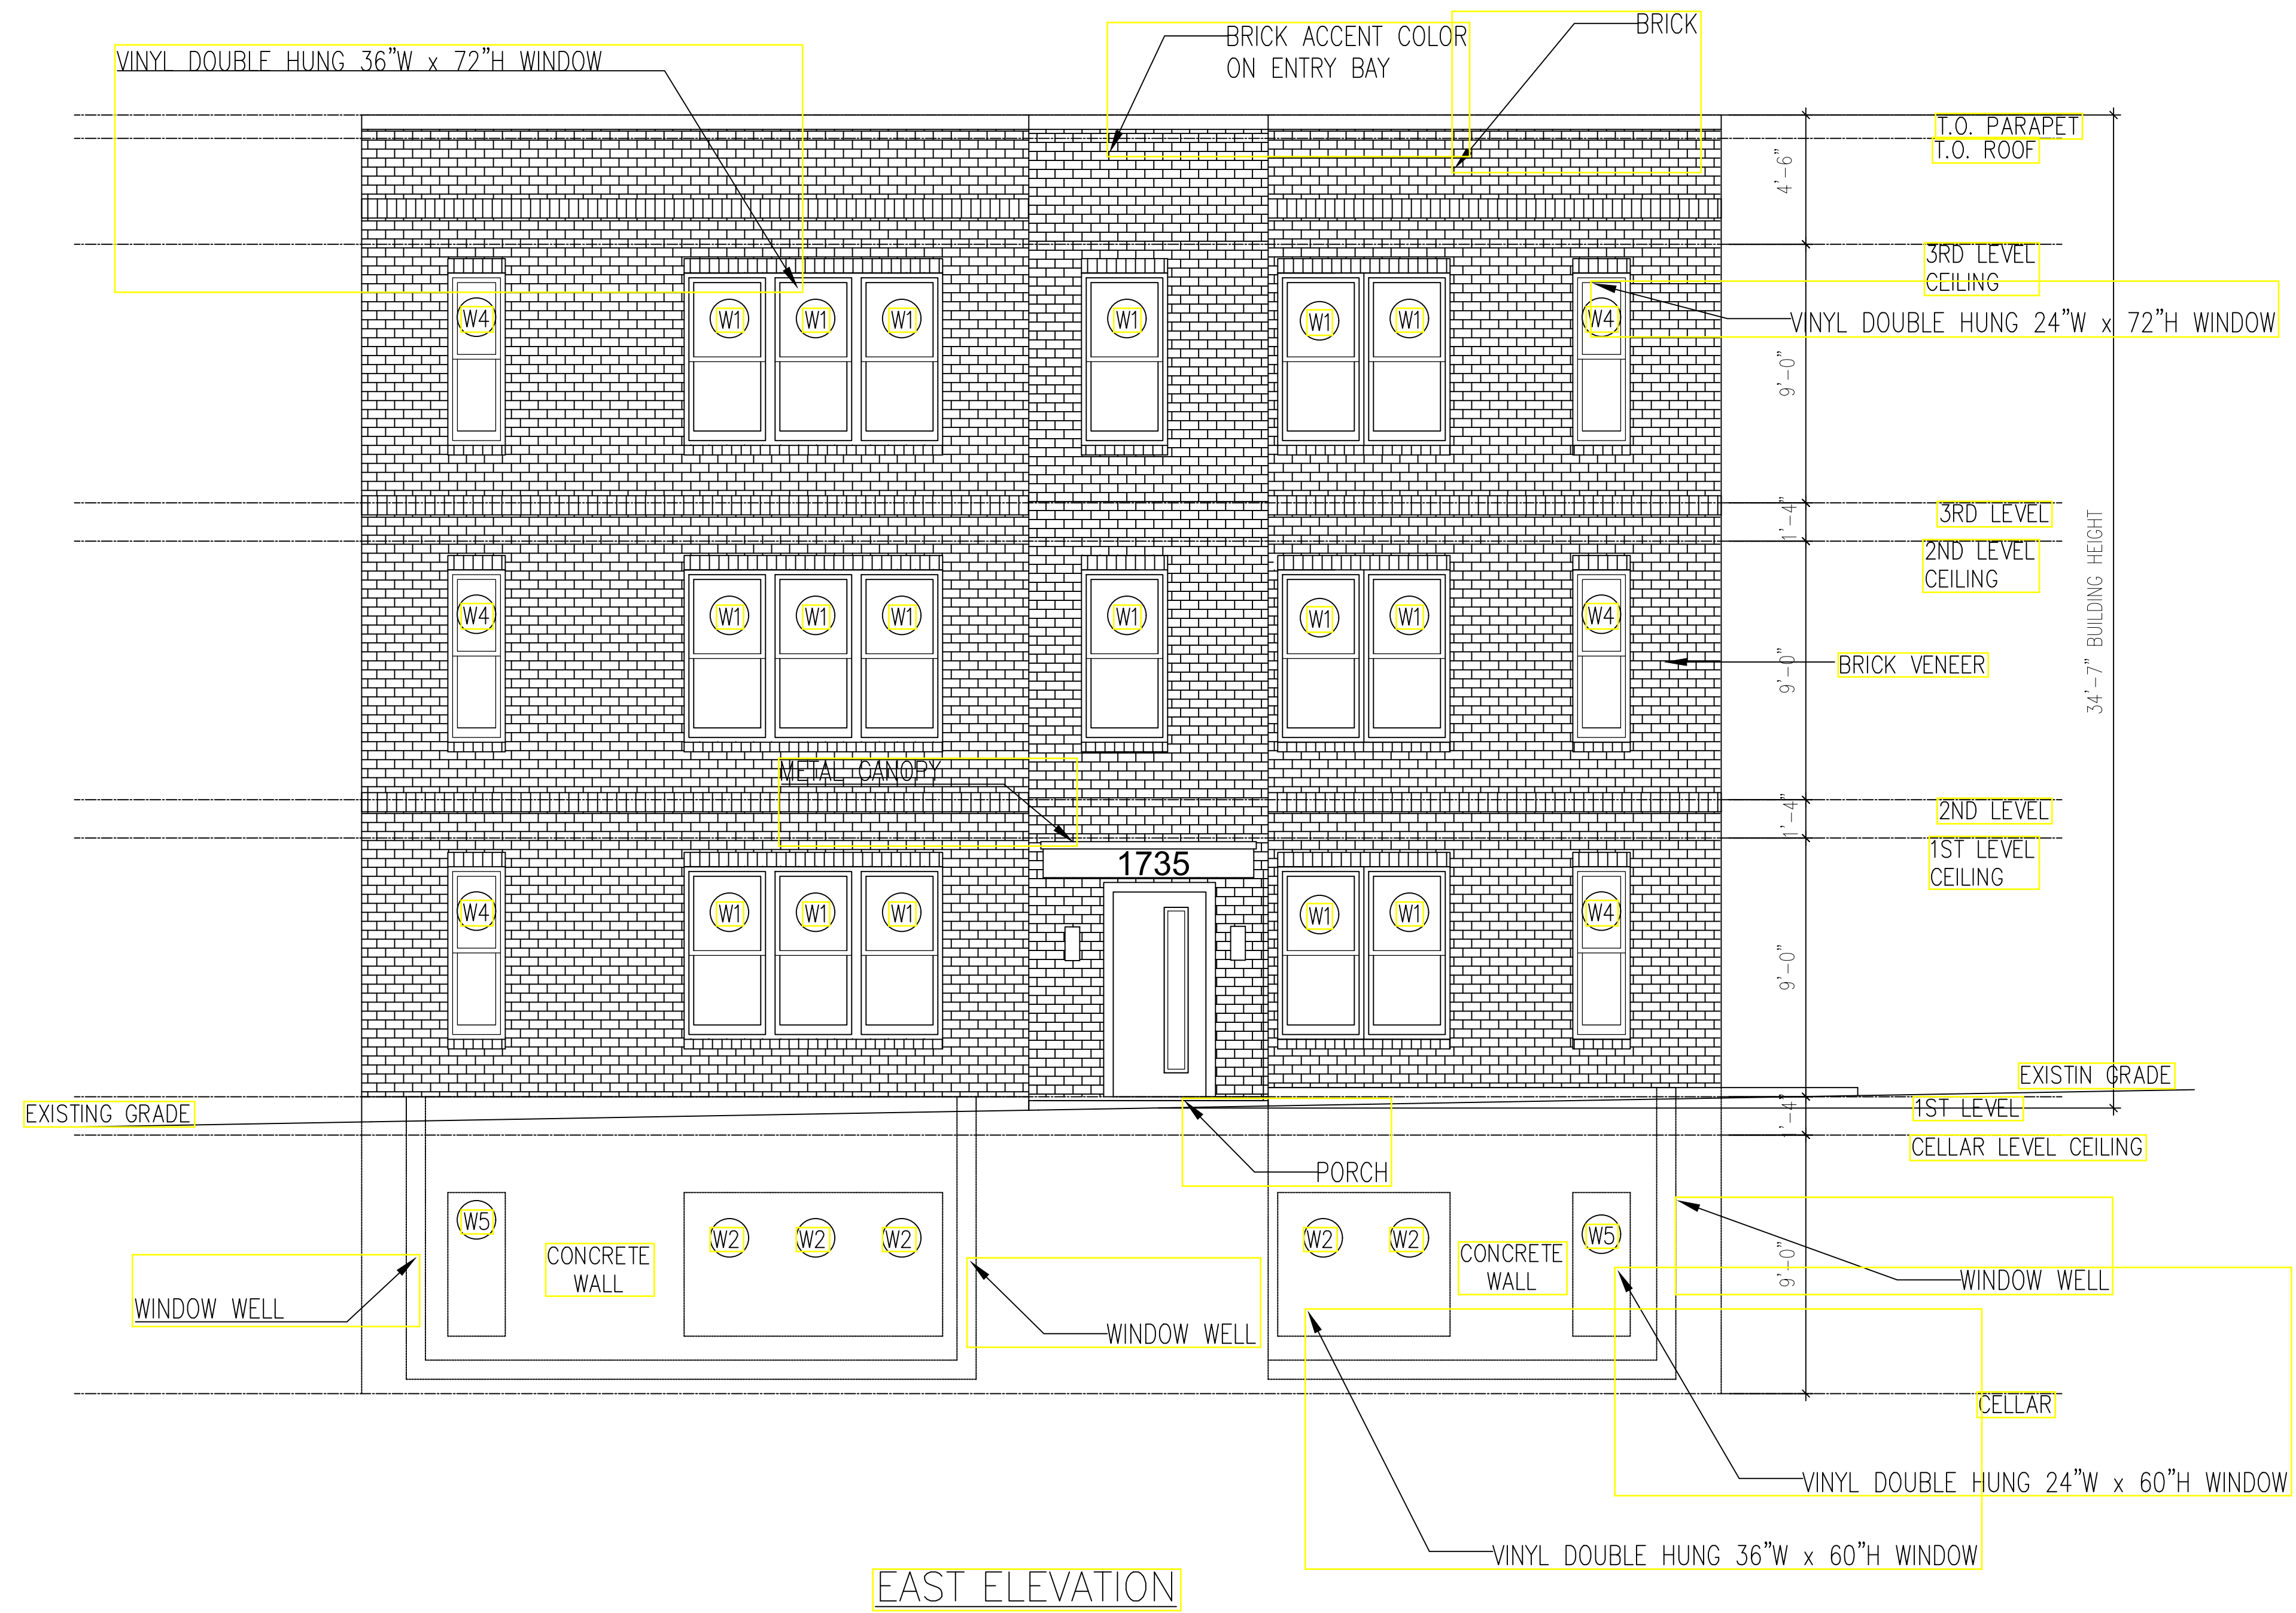 BRICK
BRICK ACCENT COLOR
ON ENTRY BAY
VINYL DOUBLE HUNG 36”W x 72”H WINDOW
T.O. PARAPET
T.O. ROOF
4’-6”
3RD LEVEL
CEILING
W4 W1 W1 W1 W1 W1 W1 W4
VINYL DOUBLE HUNG 24”W x 72”H WINDOW
9’-0”
3RD LEVEL
1’-4”
2ND LEVEL
CEILING
34’-7” BUILDING HEIGHT
W4 W1 W1 W1 W1 W1 W1 W4
9’-0”
BRICK VENEER
METAL CANOPY
2ND LEVEL
1’-4”
1ST LEVEL
CEILING
1735
W4 W1 W1 W1 W1 W1 W4
9’-0”
EXISTIN GRADE
EXISTING GRADE
1ST LEVEL
1’-4”
CELLAR LEVEL CEILING
PORCH
W5 W2 W2 W2 W2 W2 W5
CONCRETE
WALL
CONCRETE
WALL
9’-0”
WINDOW WELL
WINDOW WELL
WINDOW WELL
CELLAR
VINYL DOUBLE HUNG 24”W x 60”H WINDOW
VINYL DOUBLE HUNG 36”W x 60”H WINDOW
EAST ELEVATION